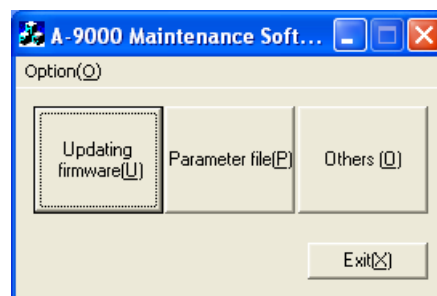 A-9000 Maintenance Soft...
Option(O)
Updating
firmware(U)
Parameter file(P)
Others (O)
Exit(X)